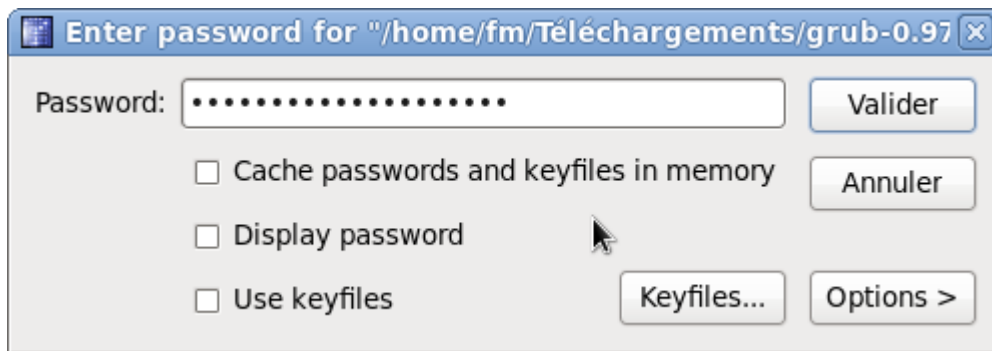 Enter password for "/home/fm/Téléchargements/grub-0.97
Password: •••••••••••••••••••• Valider
Cache passwords and keyfiles in memory Annuler
Display password
Use keyfiles Keyfiles... Options >